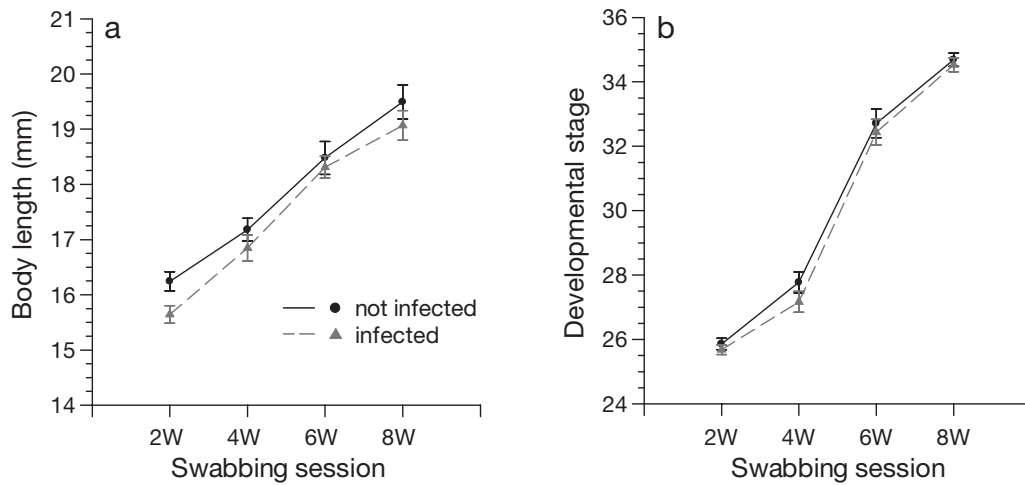 a
Body length (mm)
21
20
19
18
17
16
15
14
2W 4W 6W 8W
Swabbing session
not infected
infected
b
Developmental stage
36
34
32
30
28
26
24
2W 4W 6W 8W
Swabbing session